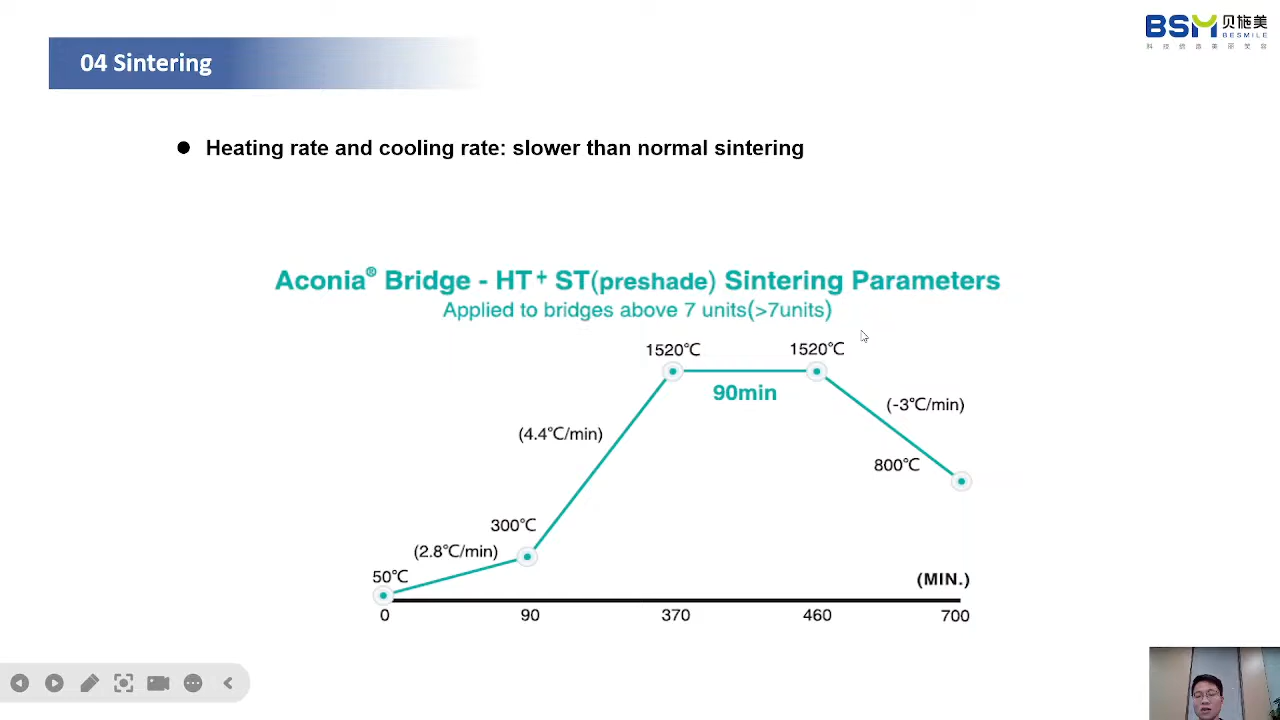 BSM 贝施美
BESMILE
04 Sintering
● Heating rate and cooling rate: slower than normal sintering
Aconia® Bridge - HT+ ST(preshade) Sintering Parameters
Applied to bridges above 7 units(>7units)
1520℃ 1520℃
90min
(-3℃/min)
(4.4℃/min)
800℃
300℃
(2.8℃/min)
50℃
(MIN.)
0 90 370 460 700